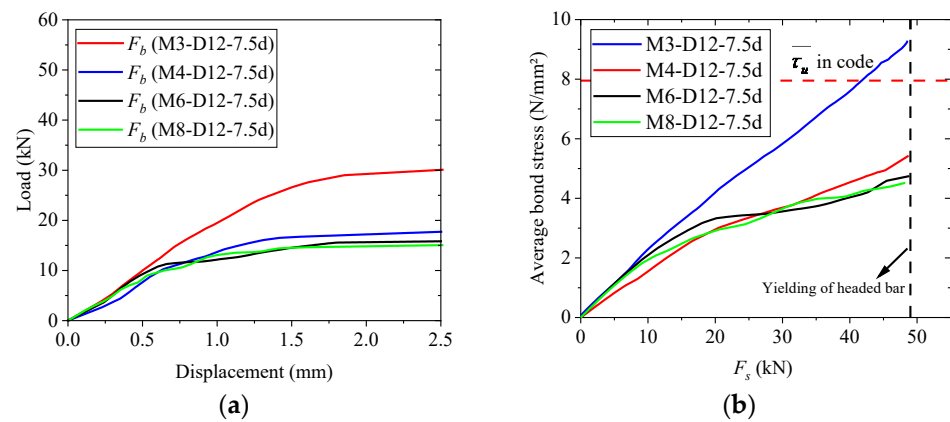 60
50
40
30
20
10
0
Load (kN)
F_b (M3-D12-7.5d)
F_b (M4-D12-7.5d)
F_b (M6-D12-7.5d)
F_b (M8-D12-7.5d)
0.0 0.5 1.0 1.5 2.0 2.5
Displacement (mm)
(a)
10
8
6
4
2
0
Average bond stress (N/mm²)
M3-D12-7.5d
M4-D12-7.5d
M6-D12-7.5d
M8-D12-7.5d
τ̅_u in code
Yielding of headed bar
0 10 20 30 40 50
F_s (kN)
(b)